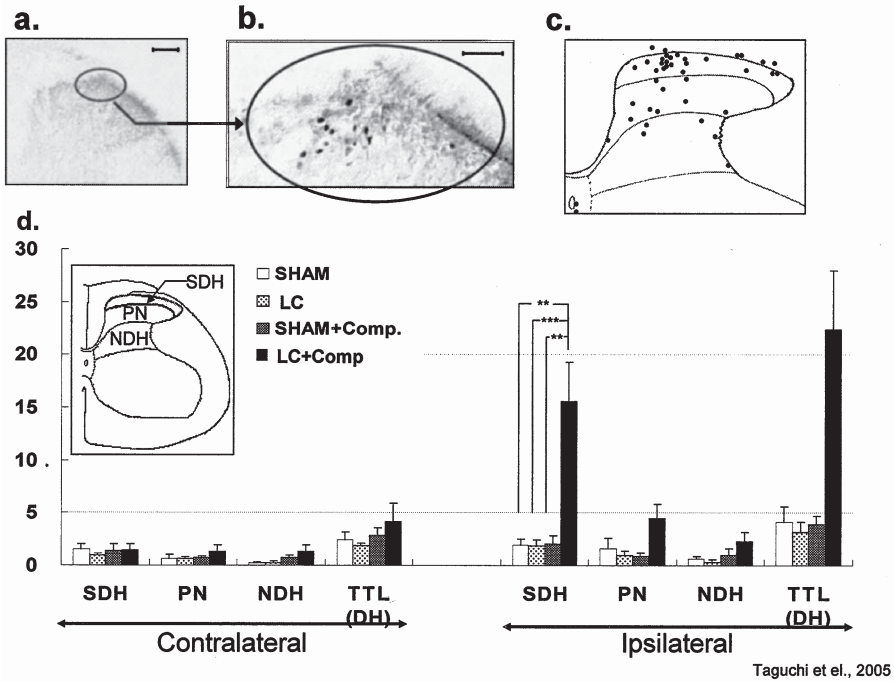 a.
b.
c.
d.
30
25
20
15
10
5
0
SDH
PN
NDH
SHAM
LC
SHAM+Comp.
LC+Comp
**
***
**
SDH PN NDH TTL
(DH)
SDH PN NDH TTL
(DH)
Contralateral
Ipsilateral
Taguchi et el., 2005